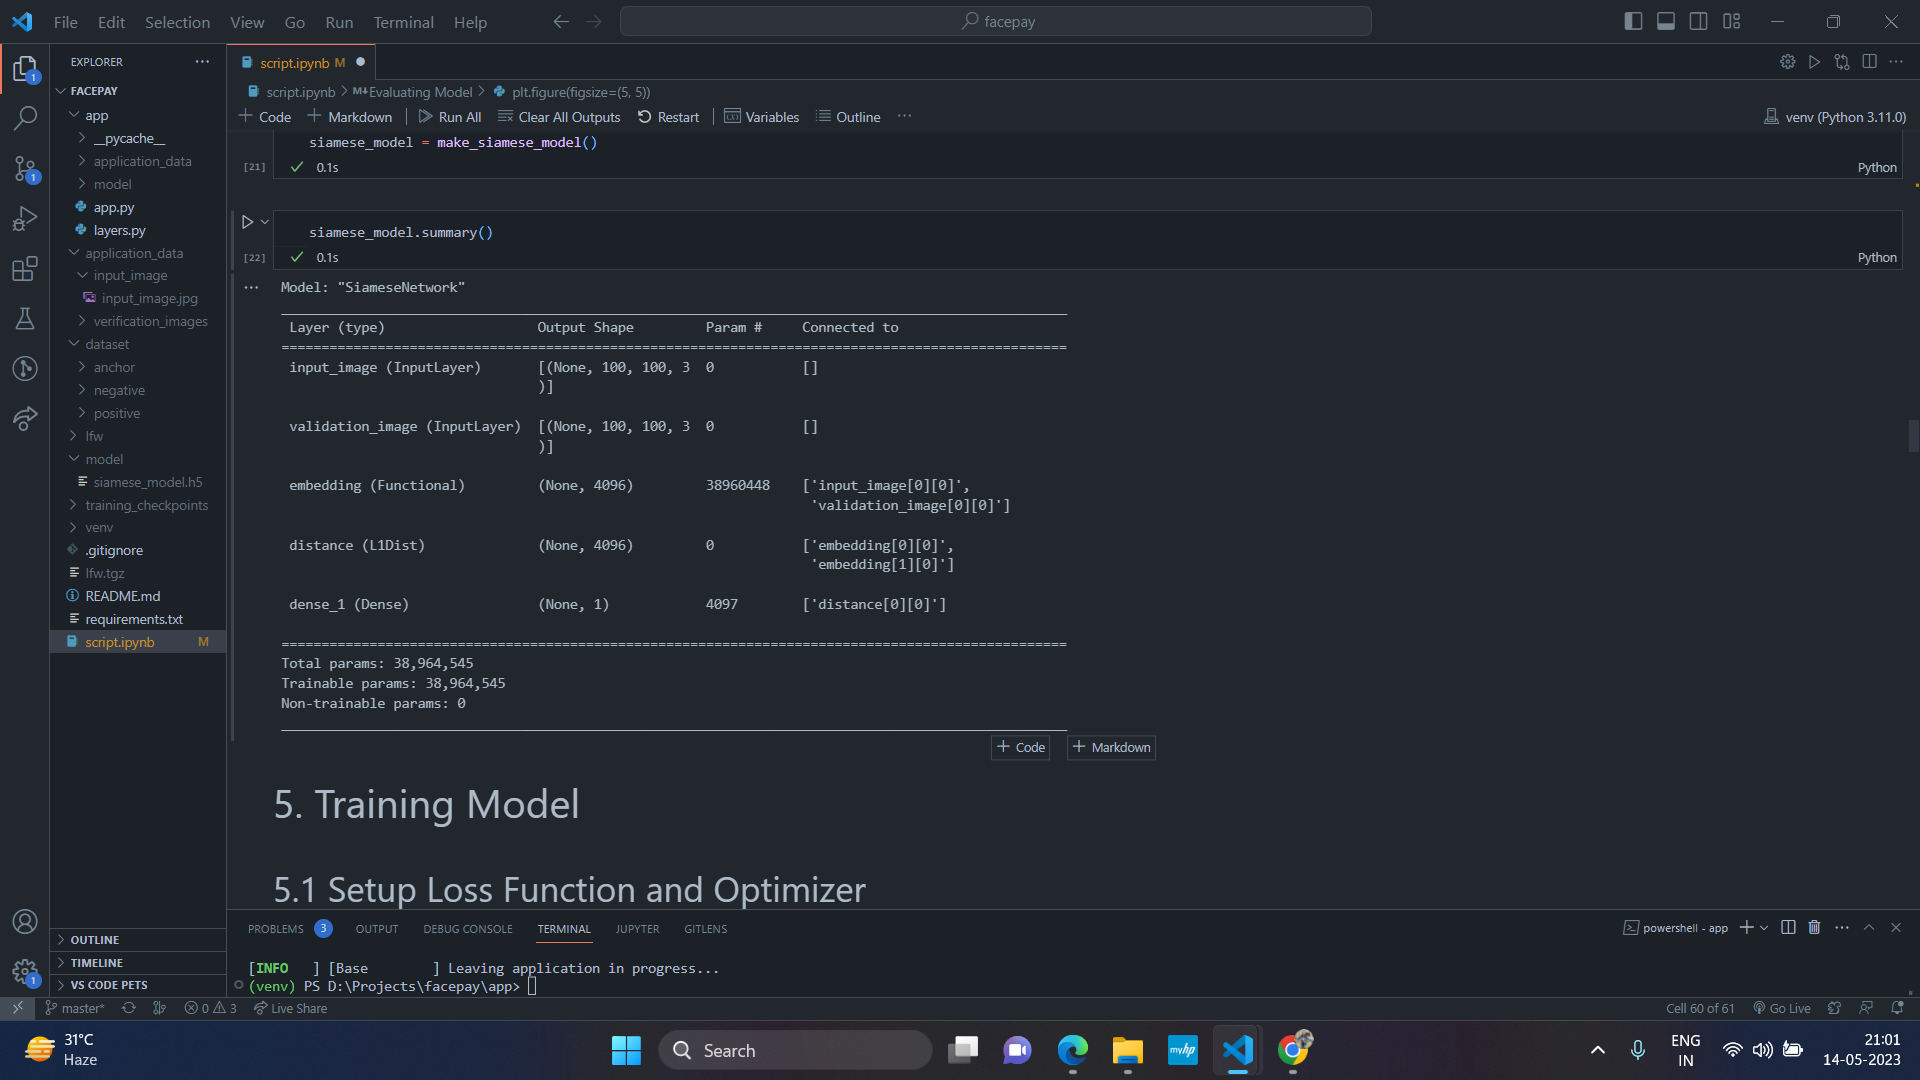 File Edit Selection View Go Run Terminal Help
facepay
EXPLORER
FACEPAY
app
__pycache__
application_data
model
app.py
layers.py
application_data
input_image
input_image.jpg
verification_images
dataset
anchor
negative
positive
lfw
model
siamese_model.h5
training_checkpoints
venv
.gitignore
lfw.tgz
README.md
requirements.txt
script.ipynb M
OUTLINE
TIMELINE
VS CODE PETS
1
1
1
script.ipynb M
script.ipynb > M↓Evaluating Model > plt.figure(figsize=(5, 5))
+ Code + Markdown | Run All Clear All Outputs Restart | Variables Outline ...
venv (Python 3.11.0)
siamese_model = make_siamese_model()
[21] ✓ 0.1s Python
siamese_model.summary()
[22] ✓ 0.1s Python
... Model: "SiameseNetwork"
Layer (type) Output Shape Param # Connected to
==================================================================================================
input_image (InputLayer) [(None, 100, 100, 3 0 []
)]
validation_image (InputLayer) [(None, 100, 100, 3 0 []
)]
embedding (Functional) (None, 4096) 38960448 ['input_image[0][0]',
'validation_image[0][0]']
distance (L1Dist) (None, 4096) 0 ['embedding[0][0]',
'embedding[1][0]']
dense_1 (Dense) (None, 1) 4097 ['distance[0][0]']
==================================================================================================
Total params: 38,964,545
Trainable params: 38,964,545
Non-trainable params: 0
+ Code + Markdown
5. Training Model
5.1 Setup Loss Function and Optimizer
PROBLEMS 3 OUTPUT DEBUG CONSOLE TERMINAL JUPYTER GITLENS
powershell - app
[INFO   ] [Base        ] Leaving application in progress...
(venv) PS D:\Projects\facepay\app>
master* 0 3 Live Share
Cell 60 of 61 Go Live
31°C
Haze
Search
myhp
ENG
IN
21:01
14-05-2023